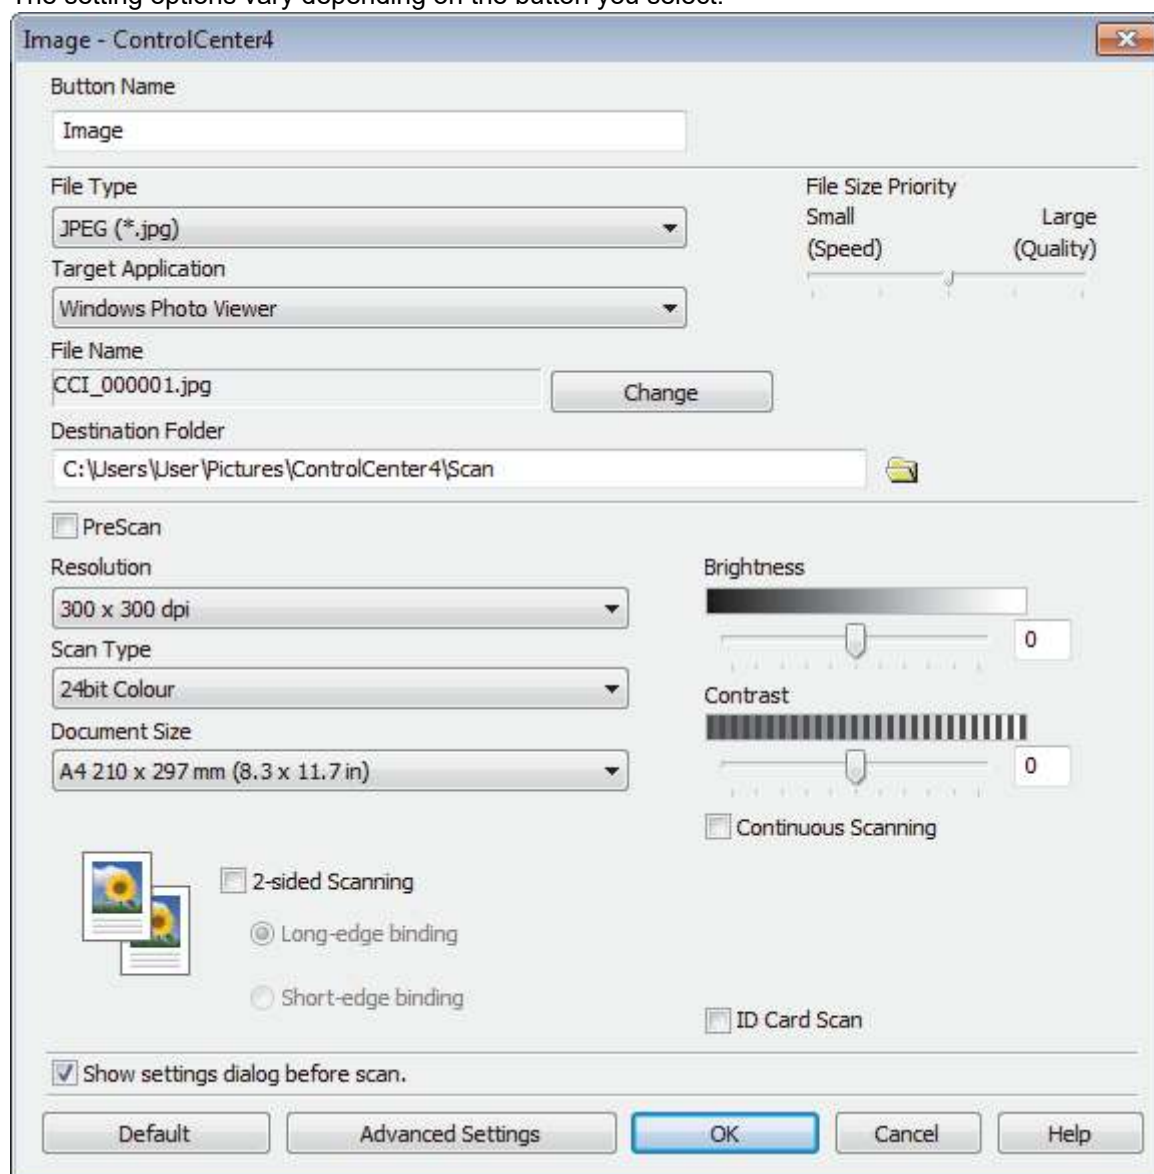 The setting options vary depending on the button you select.
Image - ControlCenter4
Button Name
Image
File Type
JPEG (*.jpg)
Target Application
Windows Photo Viewer
File Name
CCI_000001.jpg
Change
Destination Folder
C:\Users\User\Pictures\ControlCenter4\Scan
File Size Priority
Small Large
(Speed) (Quality)
PreScan
Resolution
300 x 300 dpi
Scan Type
24bit Colour
Document Size
A4 210 x 297 mm (8.3 x 11.7 in)
Brightness
0
Contrast
0
Continuous Scanning
2-sided Scanning
Long-edge binding
Short-edge binding
ID Card Scan
Show settings dialog before scan.
Default Advanced Settings OK Cancel Help